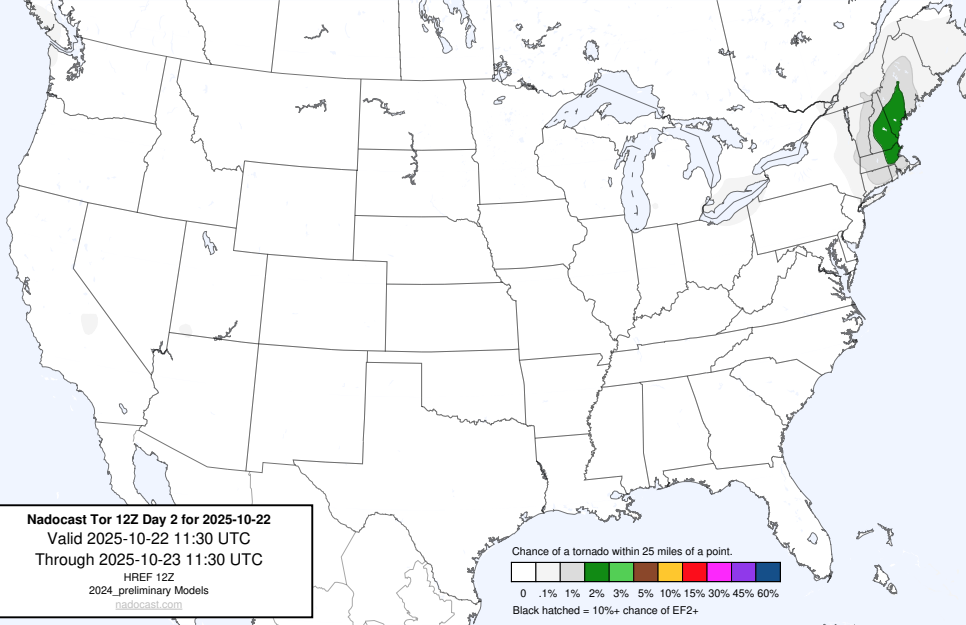 Nadocast Tor 12Z Day 2 for 2025-10-22
Valid 2025-10-22 11:30 UTC
Through 2025-10-23 11:30 UTC
HREF 12Z
2024_preliminary Models
nadocast.com
Chance of a tornado within 25 miles of a point.
0 .1% 1% 2% 3% 5% 10% 15% 30% 45% 60%
Black hatched = 10%+ chance of EF2+